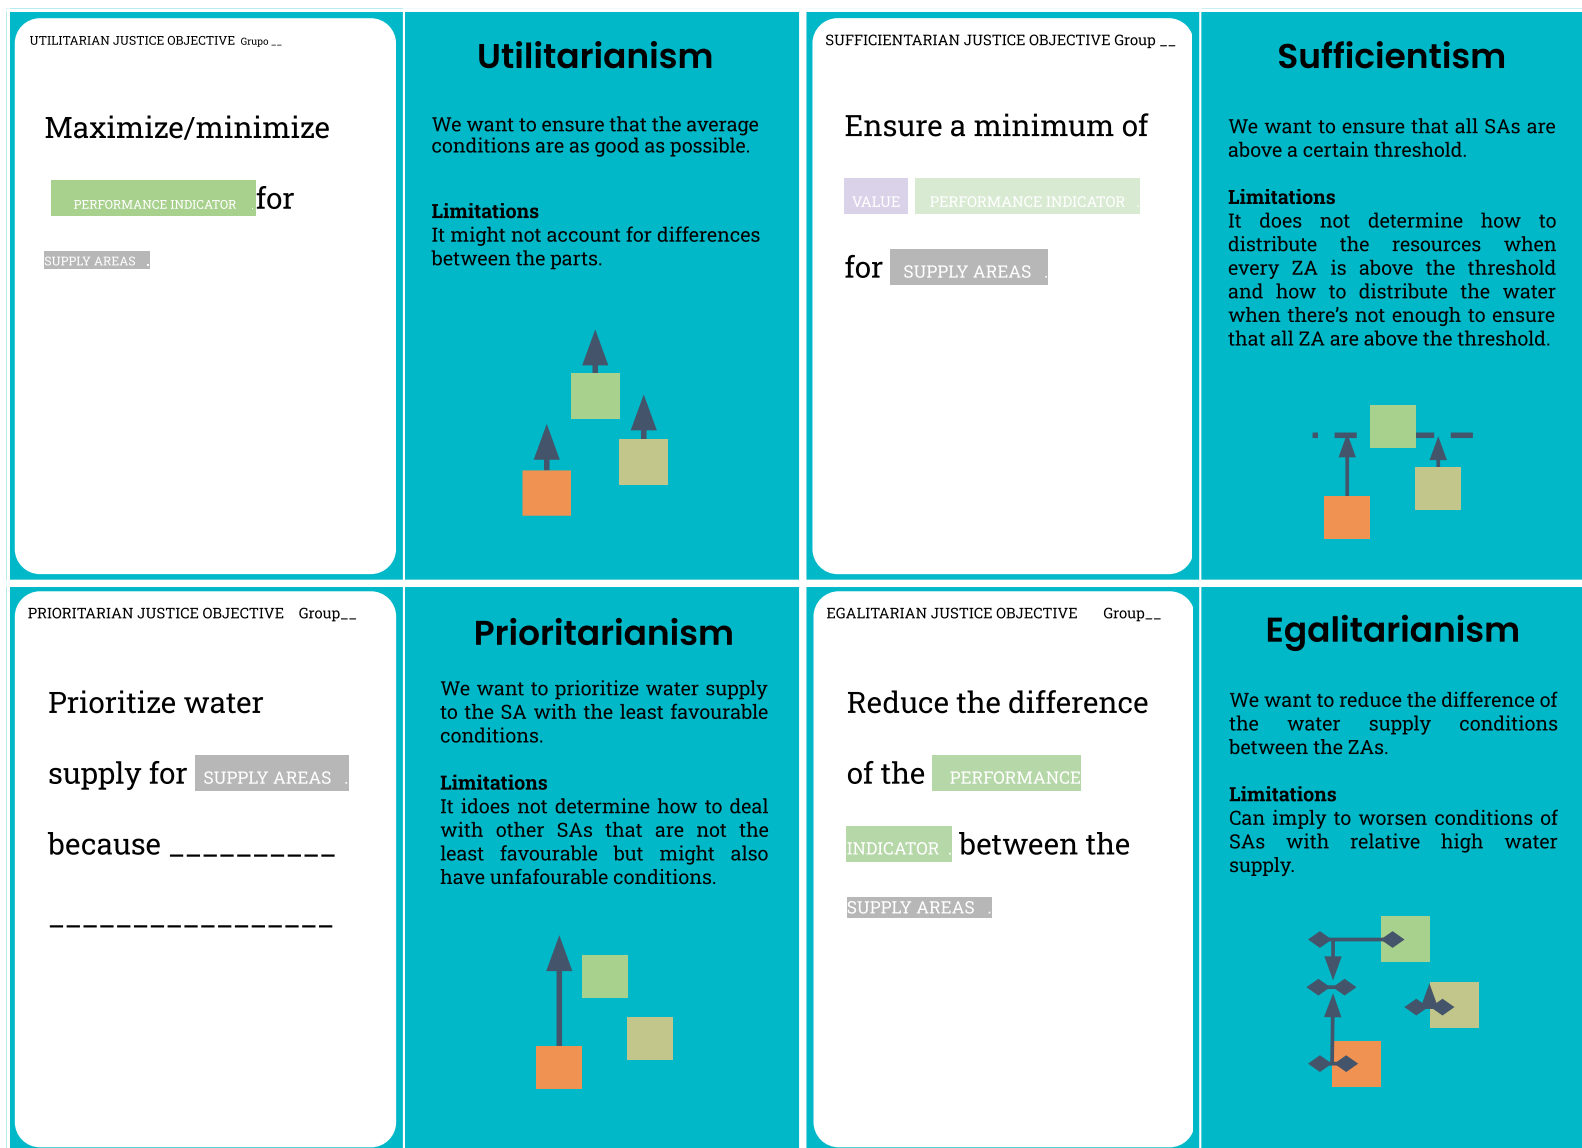 UTILITARIAN JUSTICE OBJECTIVE Grupo __
Maximize/minimize
PERFORMANCE INDICATOR for
SUPPLY AREAS .
Utilitarianism
We want to ensure that the average
conditions are as good as possible.
Limitations
It might not account for differences
between the parts.
SUFFICIENTARIAN JUSTICE OBJECTIVE Group __
Ensure a minimum of
VALUE PERFORMANCE INDICATOR .
for SUPPLY AREAS .
Sufficientism
We want to ensure that all SAs are
above a certain threshold.
Limitations
It does not determine how to
distribute the resources when
every ZA is above the threshold
and how to distribute the water
when there's not enough to ensure
that all ZA are above the threshold.
PRIORITARIAN JUSTICE OBJECTIVE Group__
Prioritize water
supply for SUPPLY AREAS .
because __________
_________________
Prioritarianism
We want to prioritize water supply
to the SA with the least favourable
conditions.
Limitations
It idoes not determine how to deal
with other SAs that are not the
least favourable but might also
have unfafourable conditions.
EGALITARIAN JUSTICE OBJECTIVE Group__
Reduce the difference
of the PERFORMANCE
INDICATOR . between the
SUPPLY AREAS .
Egalitarianism
We want to reduce the difference of
the water supply conditions
between the ZAs.
Limitations
Can imply to worsen conditions of
SAs with relative high water
supply.